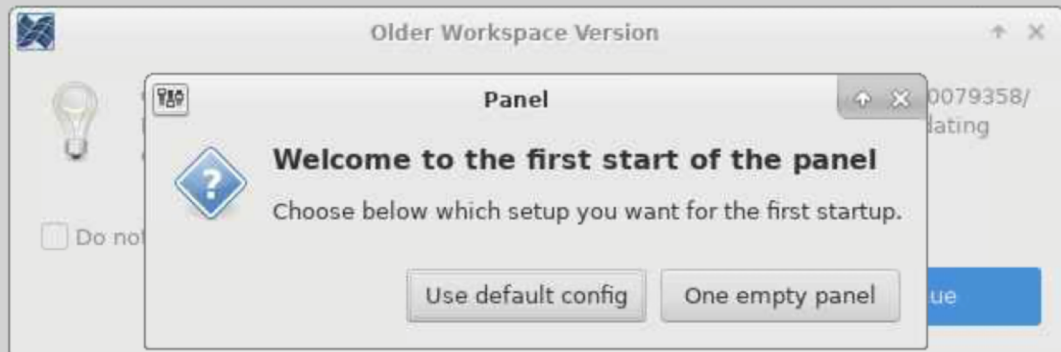 Older Workspace Version
Panel
0079358/
dating
Welcome to the first start of the panel
Choose below which setup you want for the first startup.
Do not
Use default config
One empty panel
ue